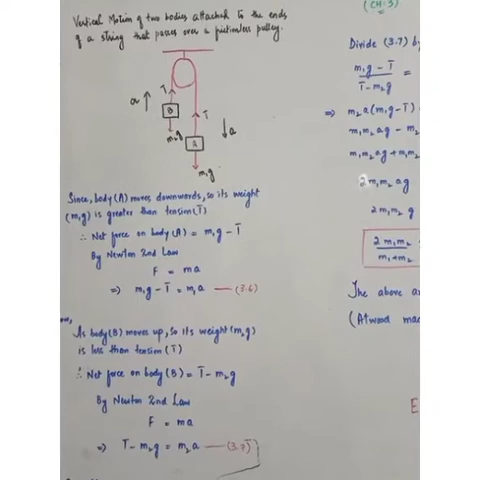 Vertical Motion of two bodies attached to the ends
of a string that passes over a frictionless pulley.
a
T
B
m₂g
T
A
a
m₁g
Since, body (A) moves downwards, so its weight
(m₁g) is greater than tension (T)
∴ Net force on body (A) = m₁g - T
By Newton 2nd Law
F = ma
⇒ m₁g - T = m₁a —(3.6)
As body (B) moves up, so its weight (m₂g)
is less than tension (T)
∴ Net force on body (B) = T - m₂g
By Newton 2nd Law
F = ma
⇒ T - m₂g = m₂a —(3.7)
(CH:3)
Divide (3.7) by
m₁g - T
T - m₂g
=
⇒ m₂a(m₁g - T) =
m₁m₂ag - m₂
m₁m₂ag + m₁m₂
2m₁m₂ag
2m₁m₂g
2m₁m₂
m₁+m₂
The above
(Atwood mac
E